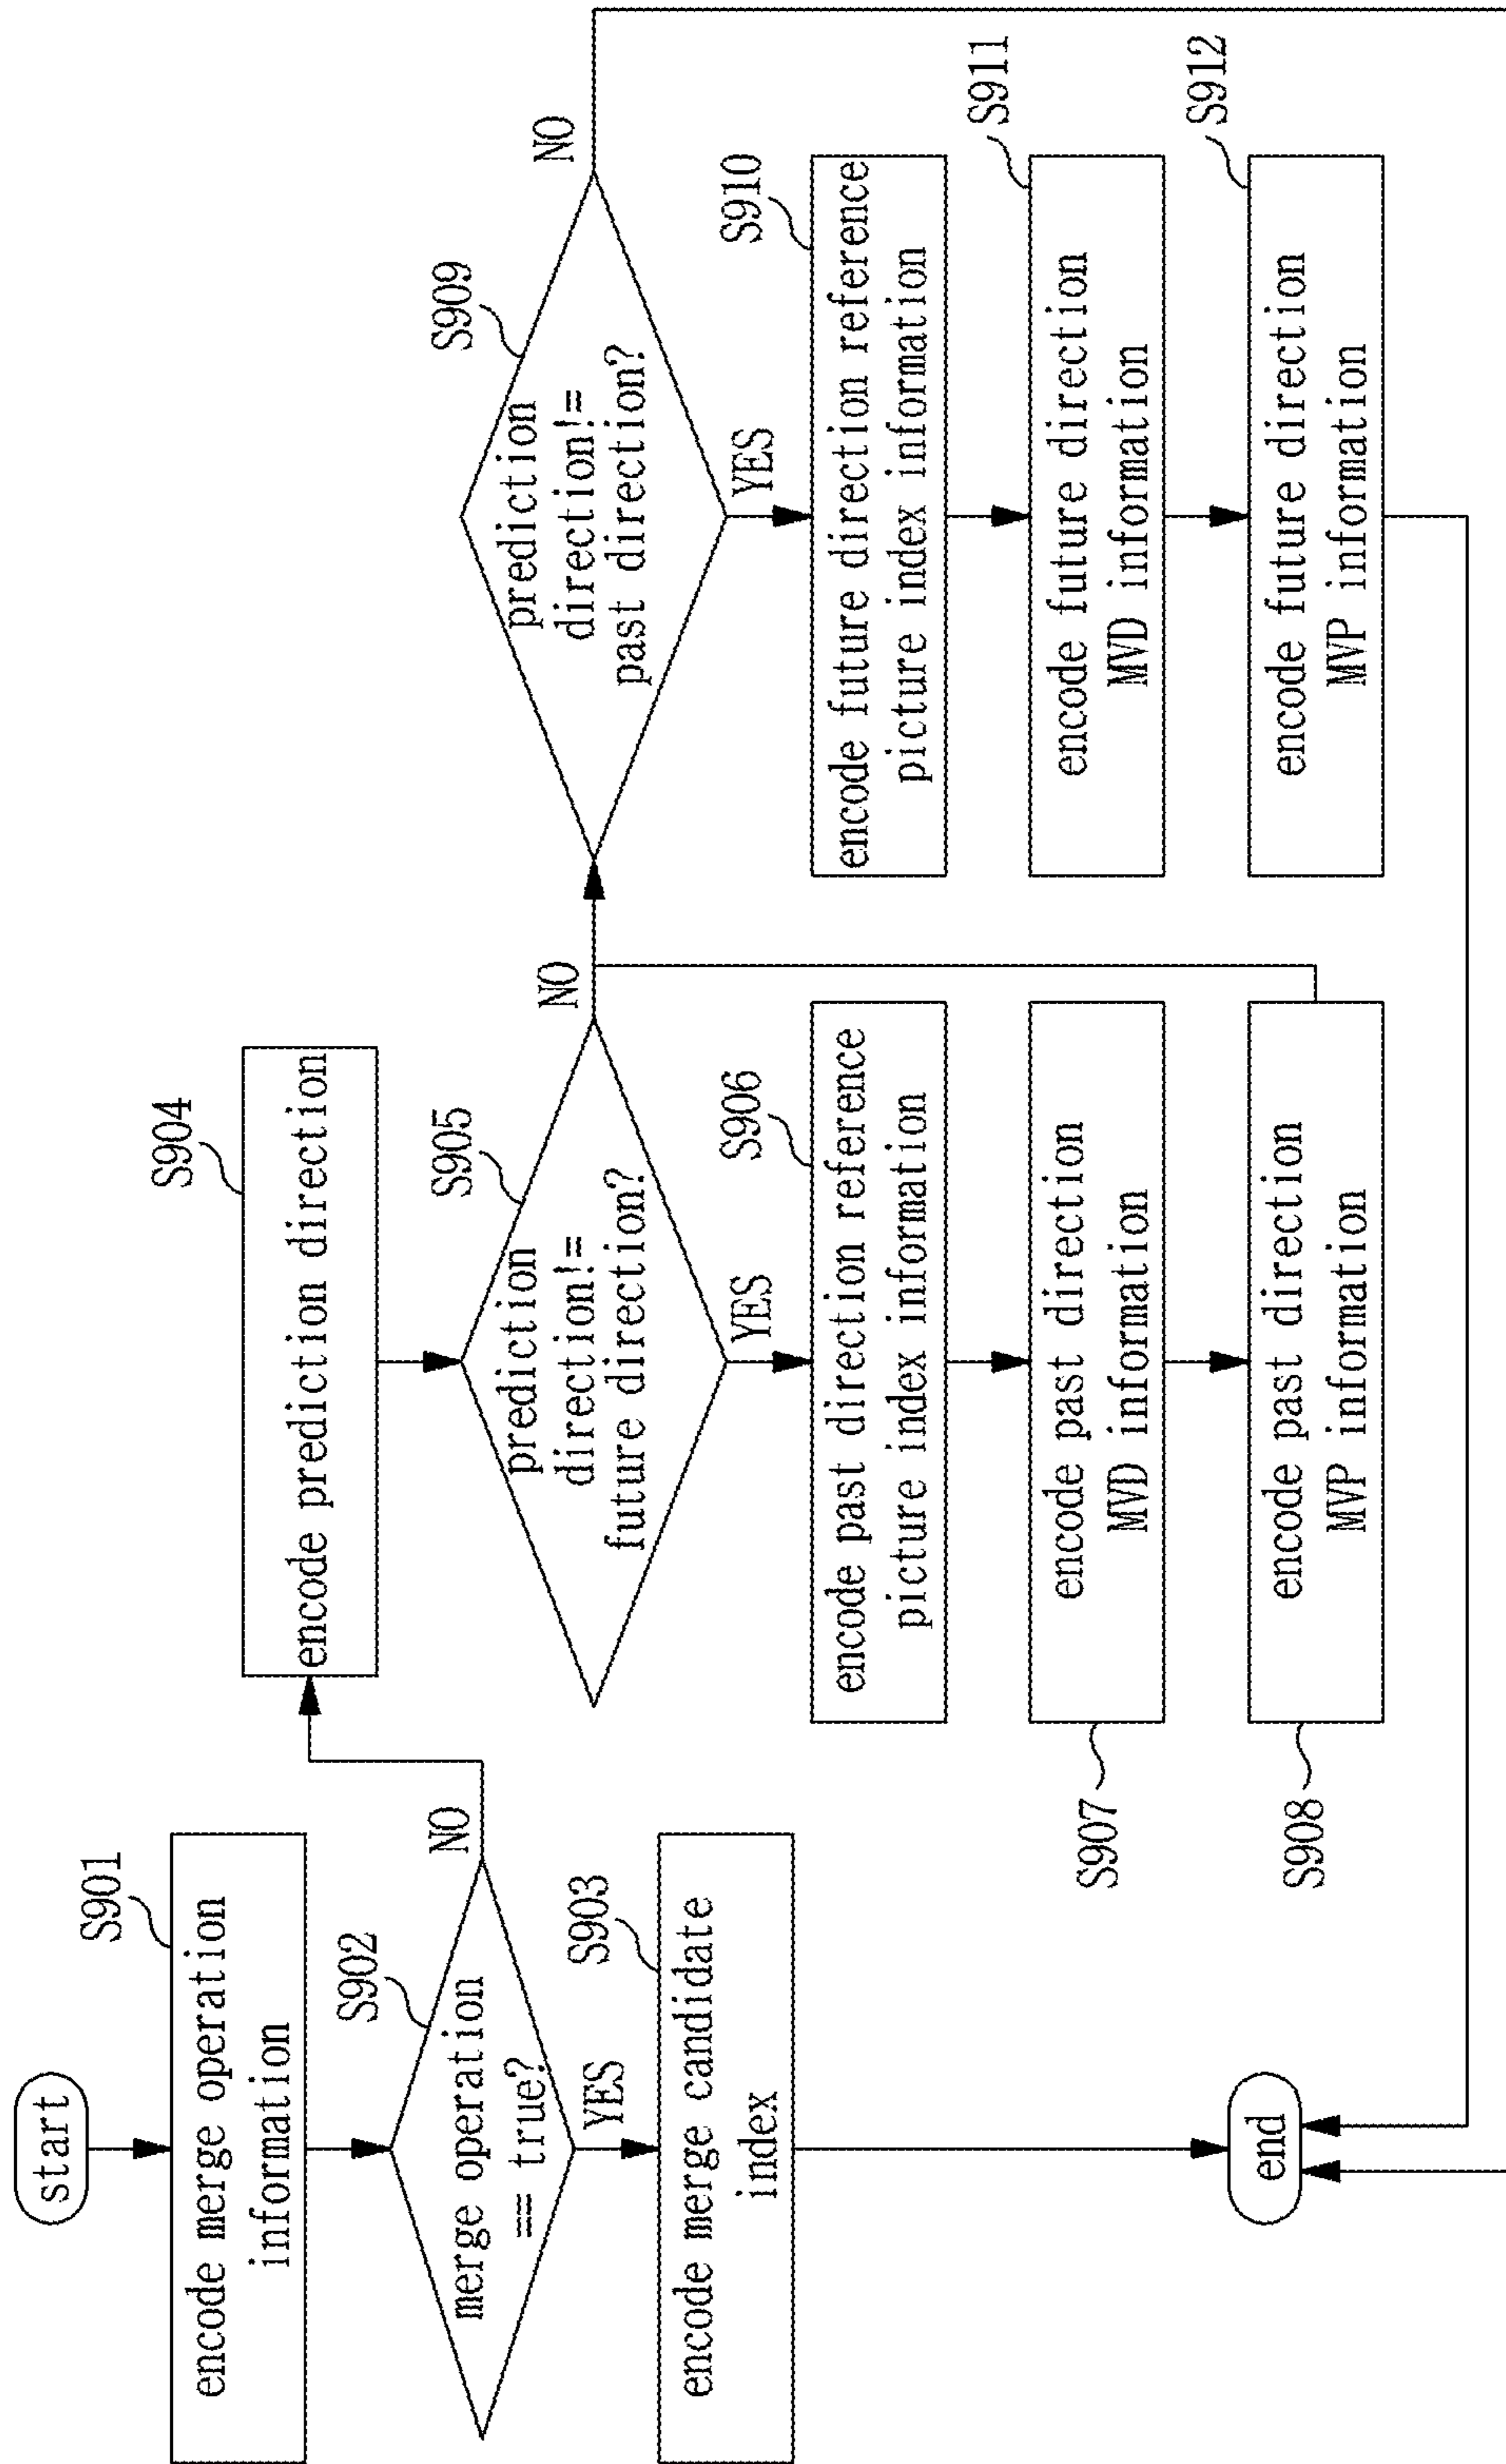 start
S901
encode merge operation
information
S902
merge operation
== true?
NO
YES
S903
encode merge candidate
index
end
S904
encode prediction direction
S905
prediction
direction!=
future direction?
NO
YES
S906
encode past direction reference
picture index information
encode past direction
MVD information
S907
encode past direction
MVP information
S908
S909
prediction
direction!=
past direction?
NO
YES
S910
encode future direction reference
picture index information
S911
encode future direction
MVD information
S912
encode future direction
MVP information